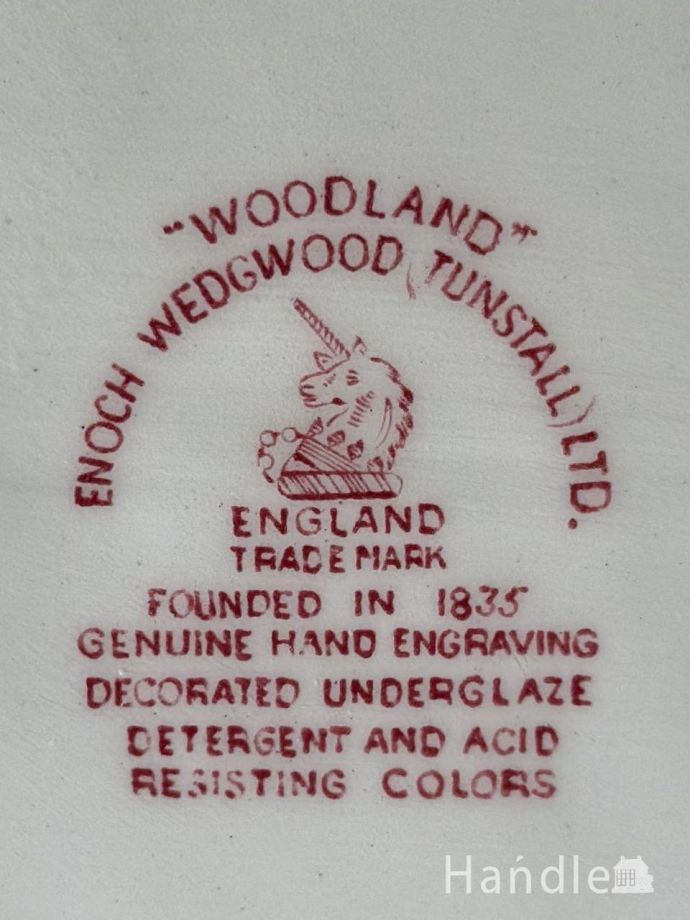 "WOODLAND"
ENOCH WEDGWOOD (TUNSTALL) LTD.
ENGLAND
TRADE MARK
FOUNDED IN 1835
GENUINE HAND ENGRAVING
DECORATED UNDERGLAZE
DETERGENT AND ACID
RESISTING COLORS
Handle